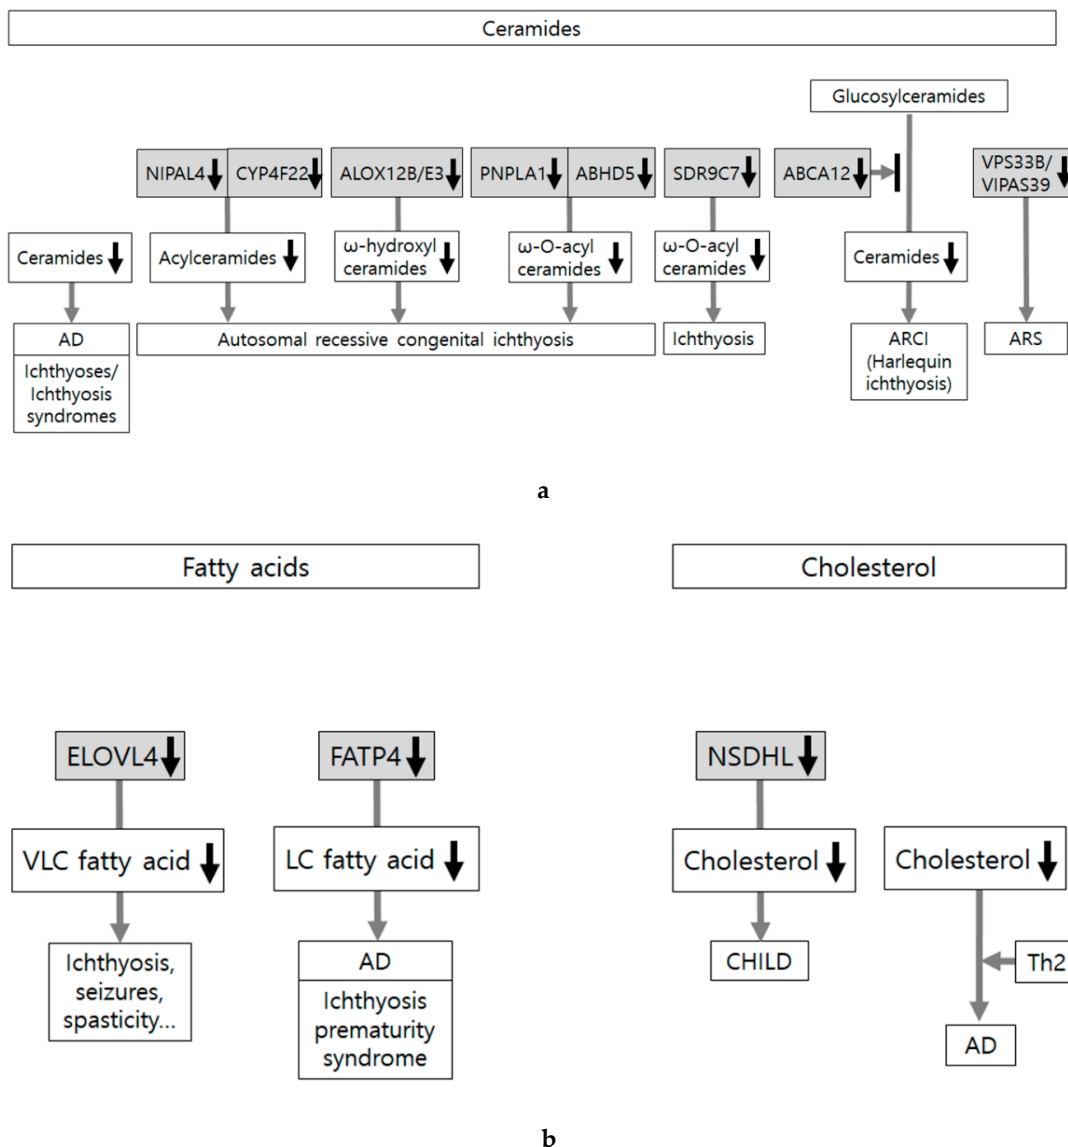 Ceramides
Glucosylceramides
NIPAL4 CYP4F22 ALOX12B/E3 PNPLA1 ABHD5 SDR9C7 ABCA12 VPS33B/
VIPAS39
Ceramides
Acylceramides
ω-hydroxyl
ceramides
ω-O-acyl
ceramides
ω-O-acyl
ceramides
Ceramides
AD
Ichthyoses/
Ichthyosis
syndromes
Autosomal recessive congenital ichthyosis
Ichthyosis
ARCI
(Harlequin
ichthyosis)
ARS
a
Fatty acids
Cholesterol
ELOVL4
FATP4
NSDHL
VLC fatty acid
LC fatty acid
Cholesterol
Cholesterol
Ichthyosis,
seizures,
spasticity...
AD
Ichthyosis
prematurity
syndrome
CHILD
Th2
AD
b